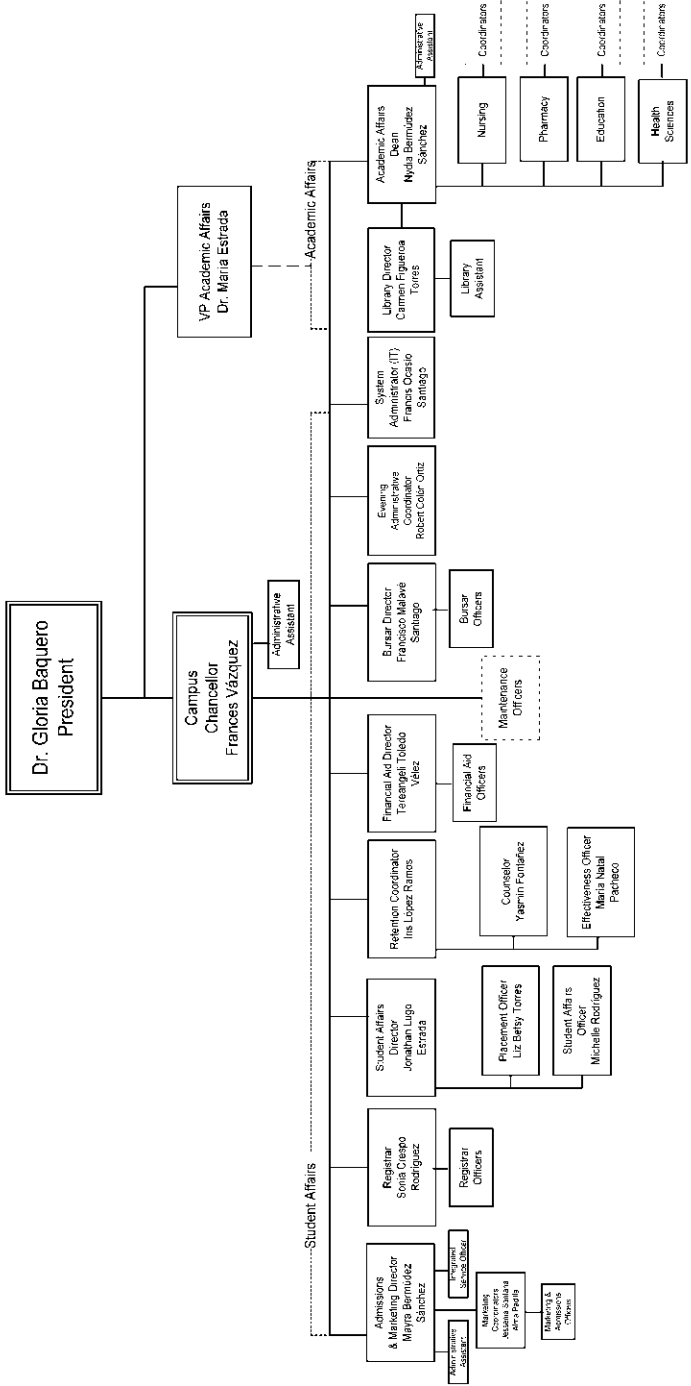 Dr. Gloria Baquero
President
VP Academic Affairs
Dr. Maria Estrada
Campus
Chancellor
Frances Vázquez
Administrative
Assistant
Student Affairs
Academic Affairs
Admissions
& Marketing Director
Mayra Bermúdez
Sánchez
Administrative
Assistant
Integrated
Service Officer
Marketing
Coordinators
Jessenia Santana
Alma Padilla
Marketing &
Admissions
Officers
Registrar
Sonia Crespo
Rodríguez
Registrar
Officers
Student Affairs
Director
Jonathan Lugo
Estrada
Placement Officer
Liz Betsy Torres
Student Affairs
Officer
Michelle Rodríguez
Retention Coordinator
Iris López Ramos
Counselor
Yasmin Fontañez
Effectiveness Officer
María Natal
Pacheco
Financial Aid Director
Tereangeli Toledo
Vélez
Financial Aid
Officers
Maintenance
Officers
Bursar Director
Francisco Malavé
Santiago
Bursar
Officers
Evening
Administrative
Coordinator
Robert Colón Ortiz
System
Administrator (IT)
Francis Ocasio
Santiago
Library Director
Carmen Figueroa
Torres
Library
Assistant
Academic Affairs
Dean
Nydia Bermúdez
Sánchez
Administrative
Assistant
Nursing
Coordinators
Pharmacy
Coordinators
Education
Coordinators
Health
Sciences
Coordinators